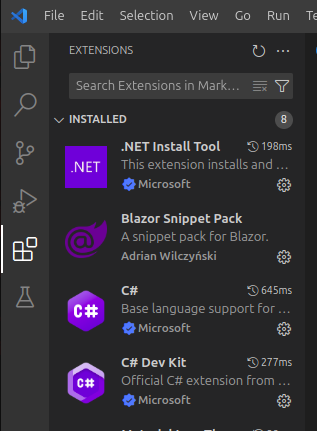 File Edit Selection View Go Run
EXTENSIONS
Search Extensions in Mark...
INSTALLED 8
.NET
.NET Install Tool 198ms
This extension installs and ...
Microsoft
Blazor Snippet Pack
A snippet pack for Blazor.
Adrian Wilczyński
C#
C# 645ms
Base language support for ...
Microsoft
C#
C# Dev Kit 277ms
Official C# extension from ...
Microsoft